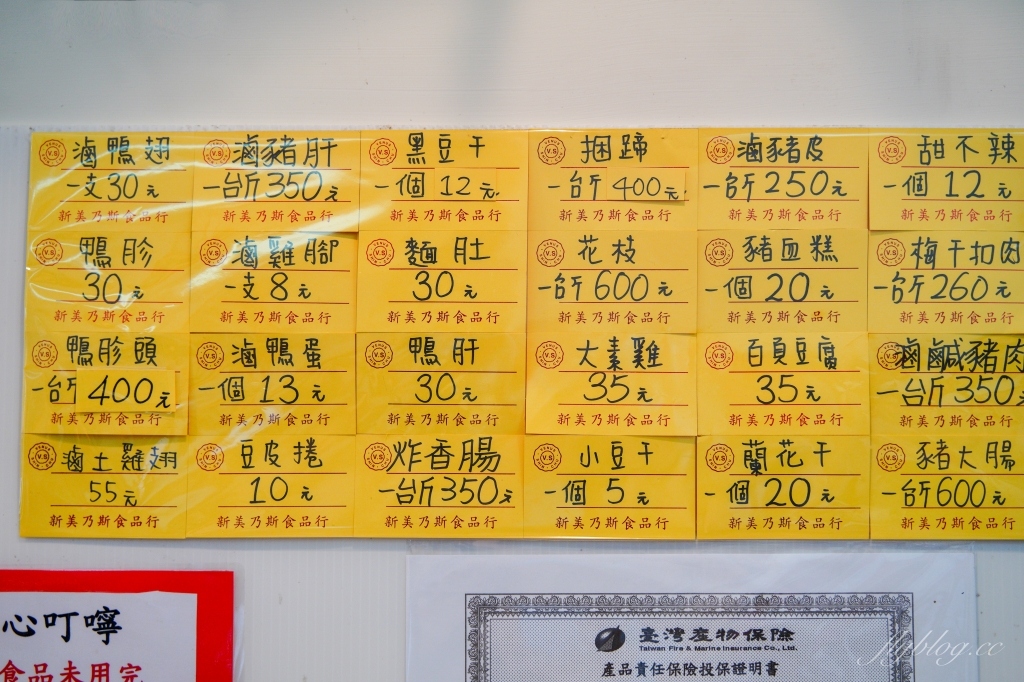 滷鴨翅
一支30元
新美乃斯食品行
滷豬肝
一台斤350元
新美乃斯食品行
黑豆干
一個12元
新美乃斯食品行
捆蹄
一台斤400元
新美乃斯食品行
滷豬皮
一台斤250元
新美乃斯食品行
甜不辣
一個12元
新美乃斯食品行
鴨胗
30元
新美乃斯食品行
滷雞腳
一支8元
新美乃斯食品行
麵肚
30元
新美乃斯食品行
花枝
一台斤600元
新美乃斯食品行
豬血糕
一個20元
新美乃斯食品行
梅干扣肉
一台斤260元
新美乃斯食品行
鴨胗頭
一台斤400元
新美乃斯食品行
滷鴨蛋
一個13元
新美乃斯食品行
鴨肝
30元
新美乃斯食品行
大素雞
35元
新美乃斯食品行
百頁豆腐
35元
新美乃斯食品行
滷鹹豬肉
一台斤350元
新美乃斯食品行
滷土雞翅
55元
新美乃斯食品行
豆皮捲
10元
新美乃斯食品行
炸香腸
一台斤350元
新美乃斯食品行
小豆干
一個5元
新美乃斯食品行
蘭花干
一個20元
新美乃斯食品行
豬大腸
一台斤600元
新美乃斯食品行
心叮嚀
食品未用完
臺灣產物保險
Taiwan Fire & Marine Insurance Co., Ltd.
產品責任保險投保證明書
flyblog.cc